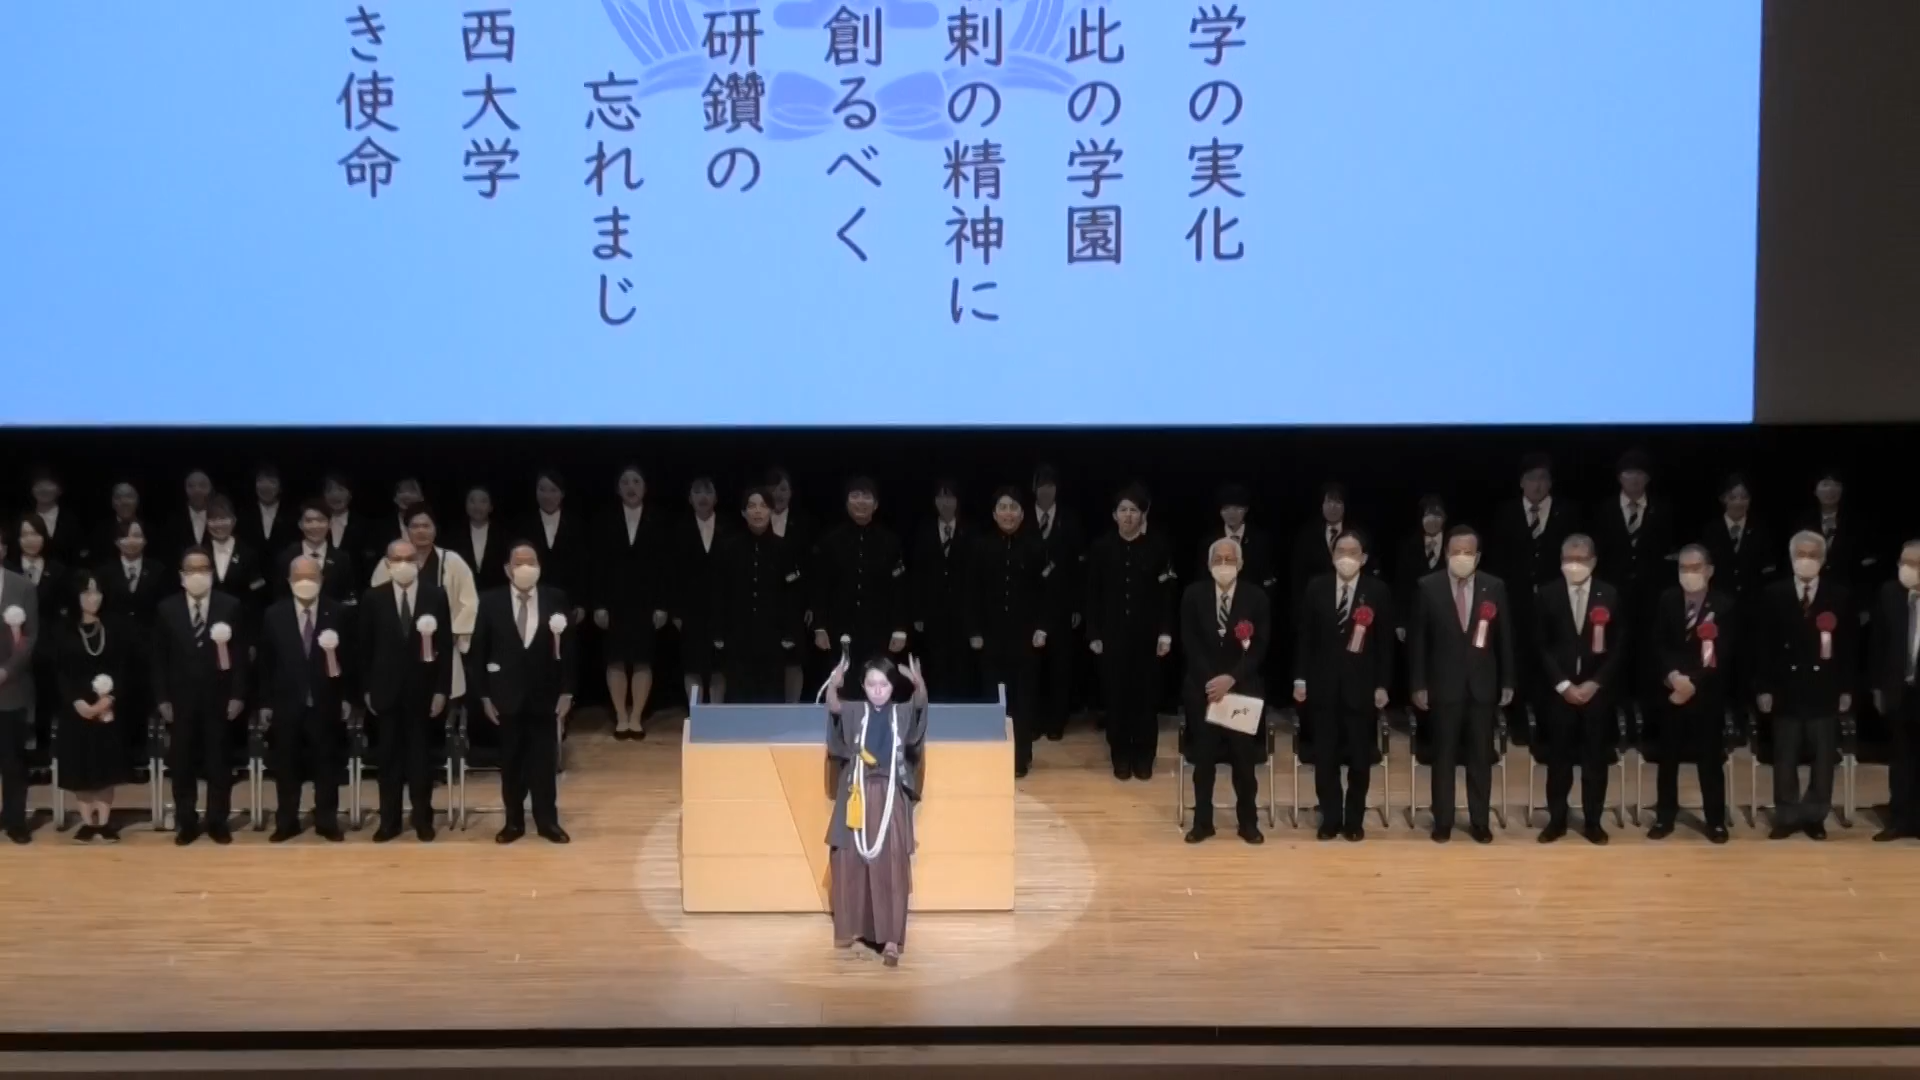 学の実化
此の学園
剌の精神に
創るべく
研鑽の
忘れまじ
西大学
き使命